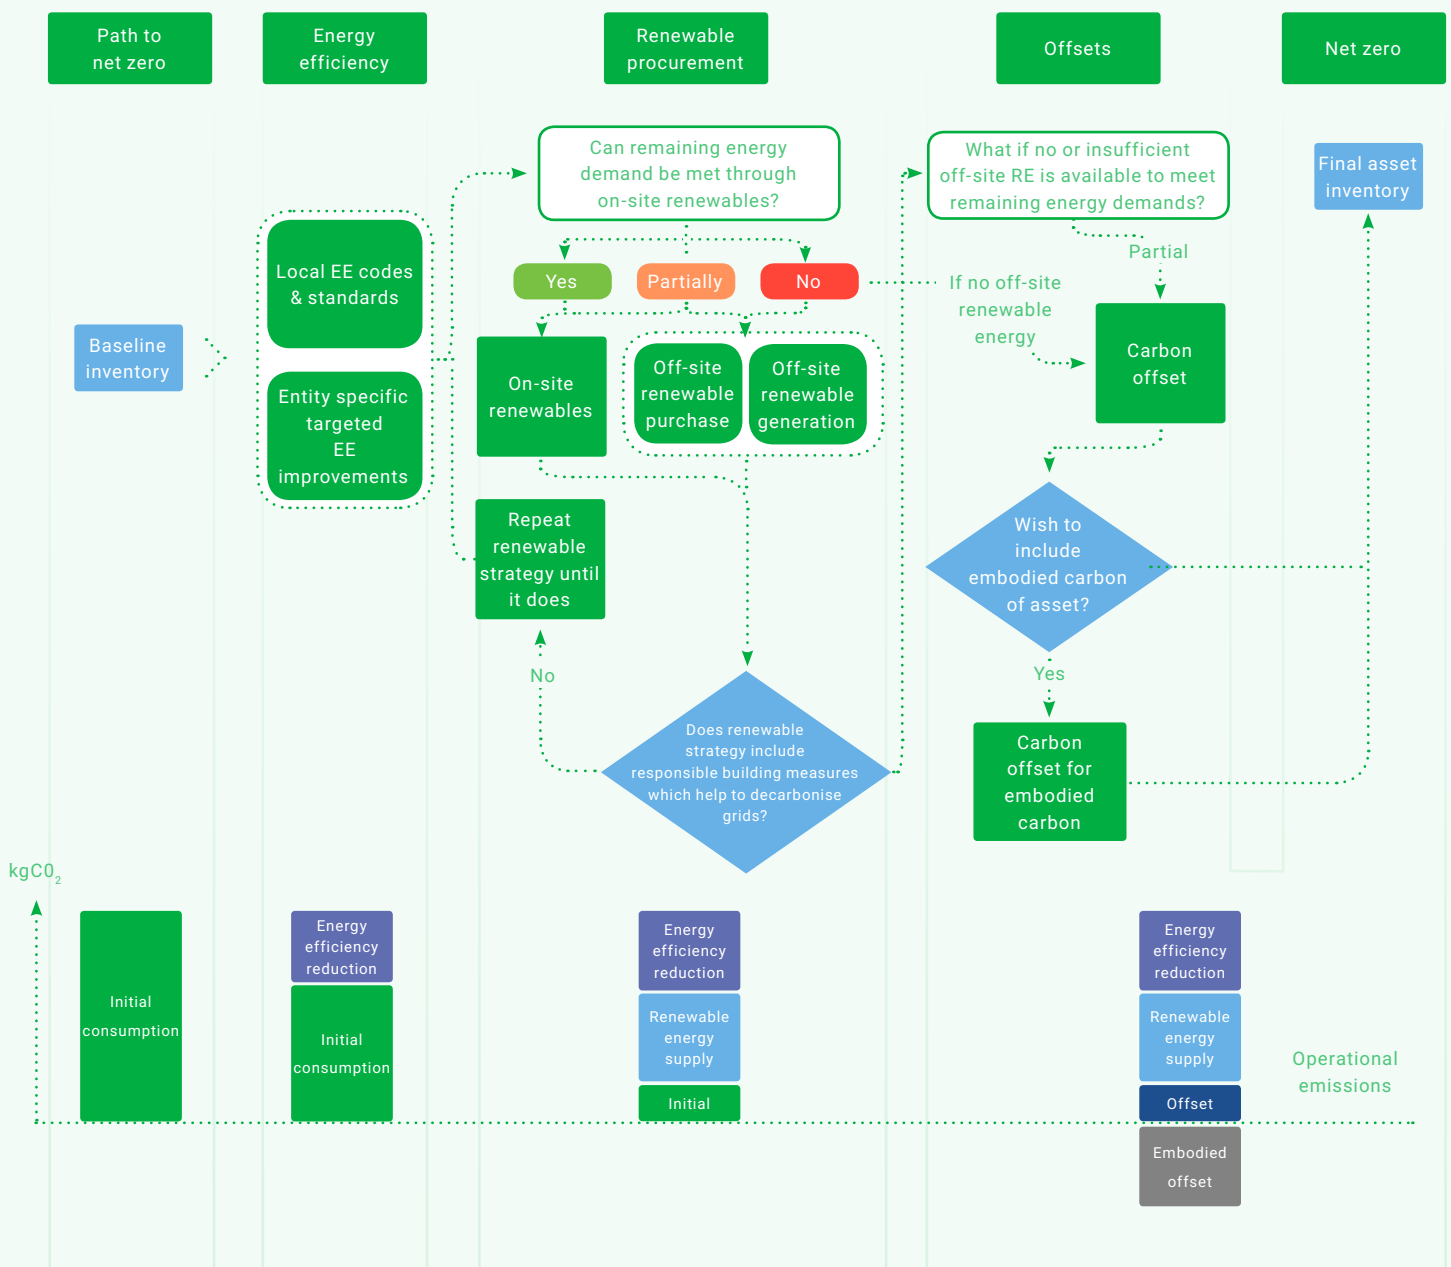 Path to
net zero
Energy
efficiency
Renewable
procurement
Offsets
Net zero
Can remaining energy
demand be met through
on-site renewables?
What if no or insufficient
off-site RE is available to meet
remaining energy demands?
Final asset
inventory
Local EE codes
& standards
Partial
Yes
Partially
No
If no off-site
renewable
energy
Baseline
inventory
Carbon
offset
On-site
renewables
Off-site
renewable
purchase
Off-site
renewable
generation
Entity specific
targeted
EE
improvements
Repeat
renewable
strategy until
it does
Wish to
include
embodied carbon
of asset?
No
Yes
Does renewable
strategy include
responsible building measures
which help to decarbonise
grids?
Carbon
offset for
embodied
carbon
kgC0₂
Initial
consumption
Energy
efficiency
reduction
Initial
consumption
Energy
efficiency
reduction
Renewable
energy
supply
Initial
Energy
efficiency
reduction
Renewable
energy
supply
Offset
Embodied
offset
Operational
emissions